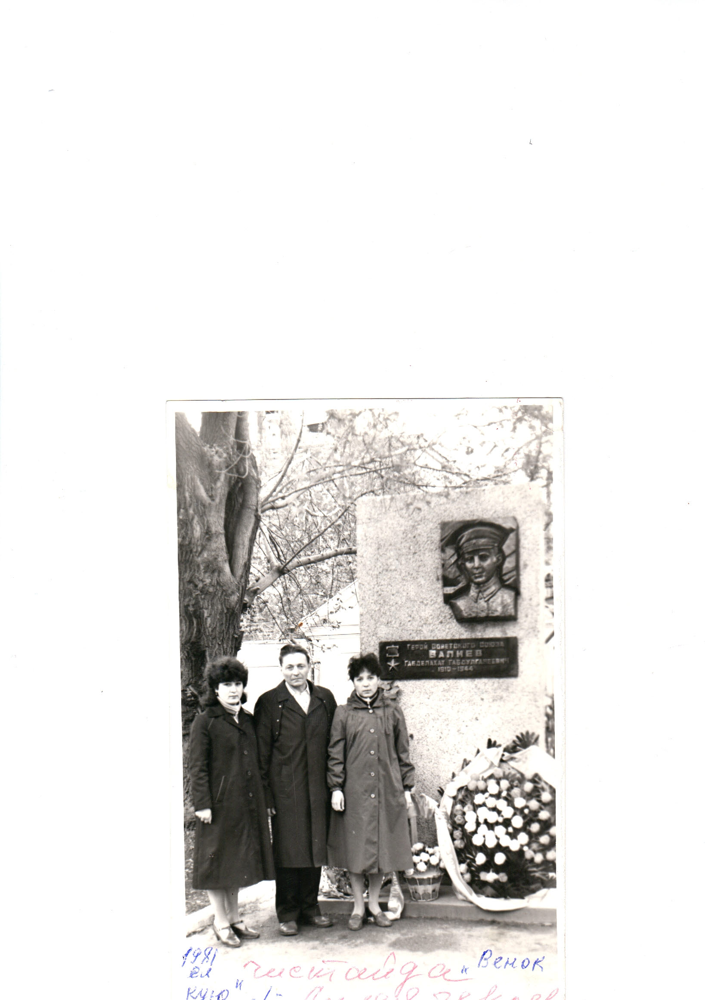 ГЕРОЙ СОВЕТСКОГО СОЮЗА
ВАЛИЕВ
ГАБДЕЛАХАТ ГАБДУЛГАНЕЕВИЧ
1910-1944
1981 „Чистайда“ Венок
ел
кую